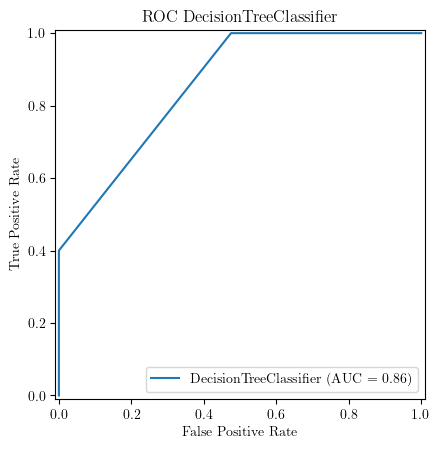 ROC DecisionTreeClassifier
True Positive Rate
1.0
0.8
0.6
0.4
0.2
0.0
DecisionTreeClassifier (AUC = 0.86)
0.0 0.2 0.4 0.6 0.8 1.0
False Positive Rate